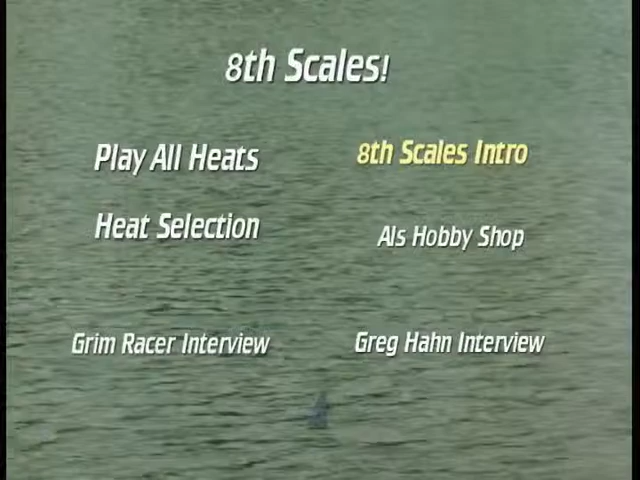 8th Scales!
Play All Heats
8th Scales Intro
Heat Selection
Als Hobby Shop
Grim Racer Interview
Greg Hahn Interview